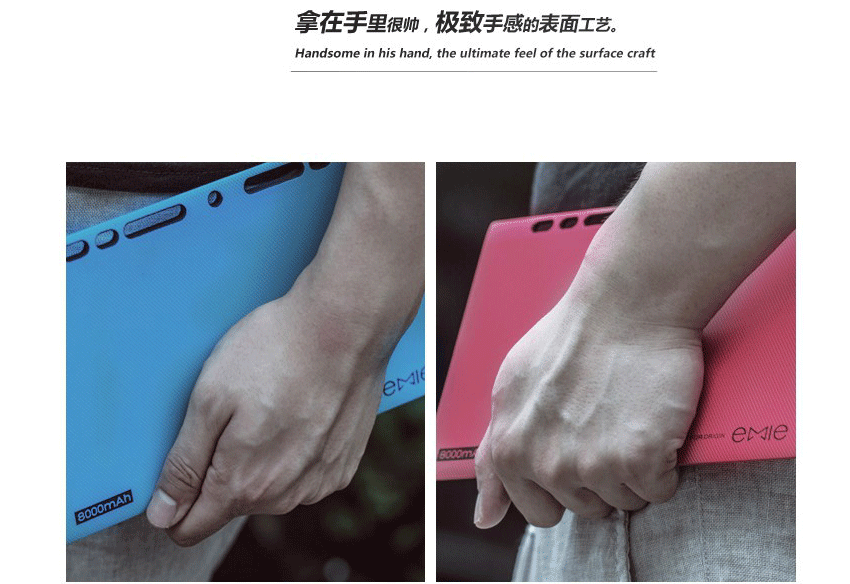 拿在手里很帅，极致手感的表面工艺。
Handsome in his hand, the ultimate feel of the surface craft
8000mAh
emie
8000mA
emie